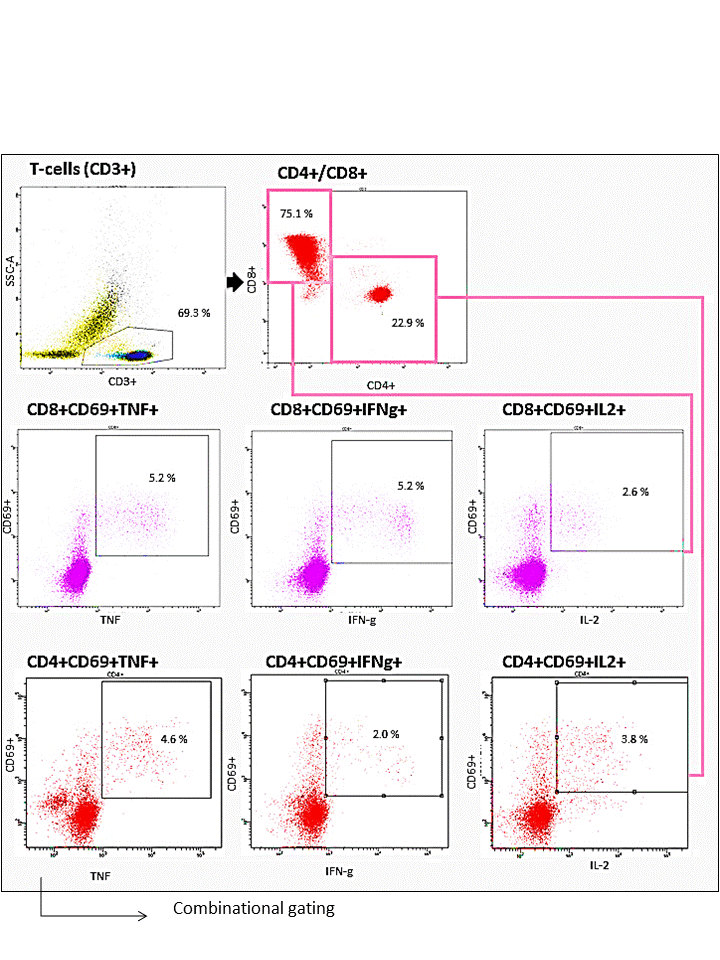 T-cells (CD3+)
CD4+/CD8+
SSC-A
69.3 %
CD3+
CD8+
75.1 %
22.9 %
CD4+
CD8+CD69+TNF+
CD8+CD69+IFNg+
CD8+CD69+IL2+
CD69+
5.2 %
TNF
CD69+
5.2 %
IFN-g
CD69+
2.6 %
IL-2
CD4+CD69+TNF+
CD4+CD69+IFNg+
CD4+CD69+IL2+
CD4+
CD4+
CD4+
CD69+
4.6 %
TNF
CD69+
2.0 %
IFN-g
CD69+
3.8 %
IL-2
Combinational gating